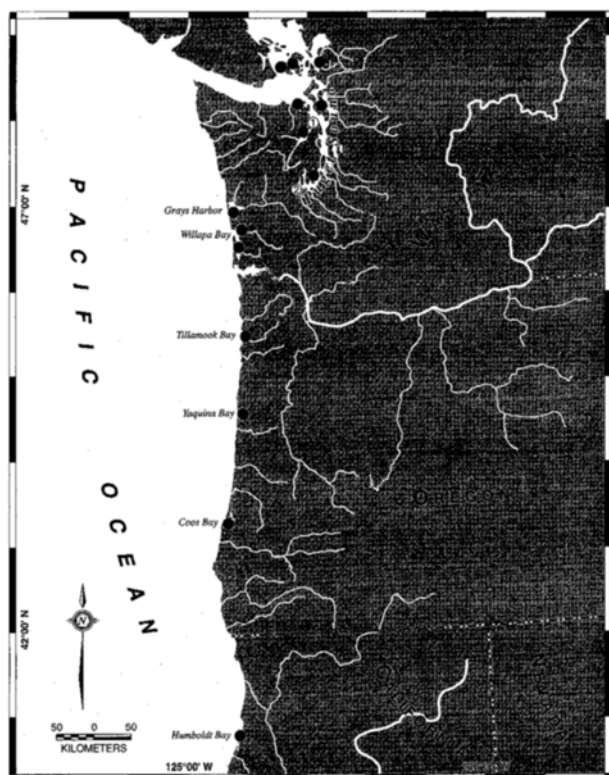 47°00' N
Grays Harbor
Willapa Bay
PACIFIC
OCEAN
Tillamook Bay
Yaquina Bay
OREGON
Coos Bay
42°00' N
N
50 0 50
KILOMETERS
Humboldt Bay
125°00' W